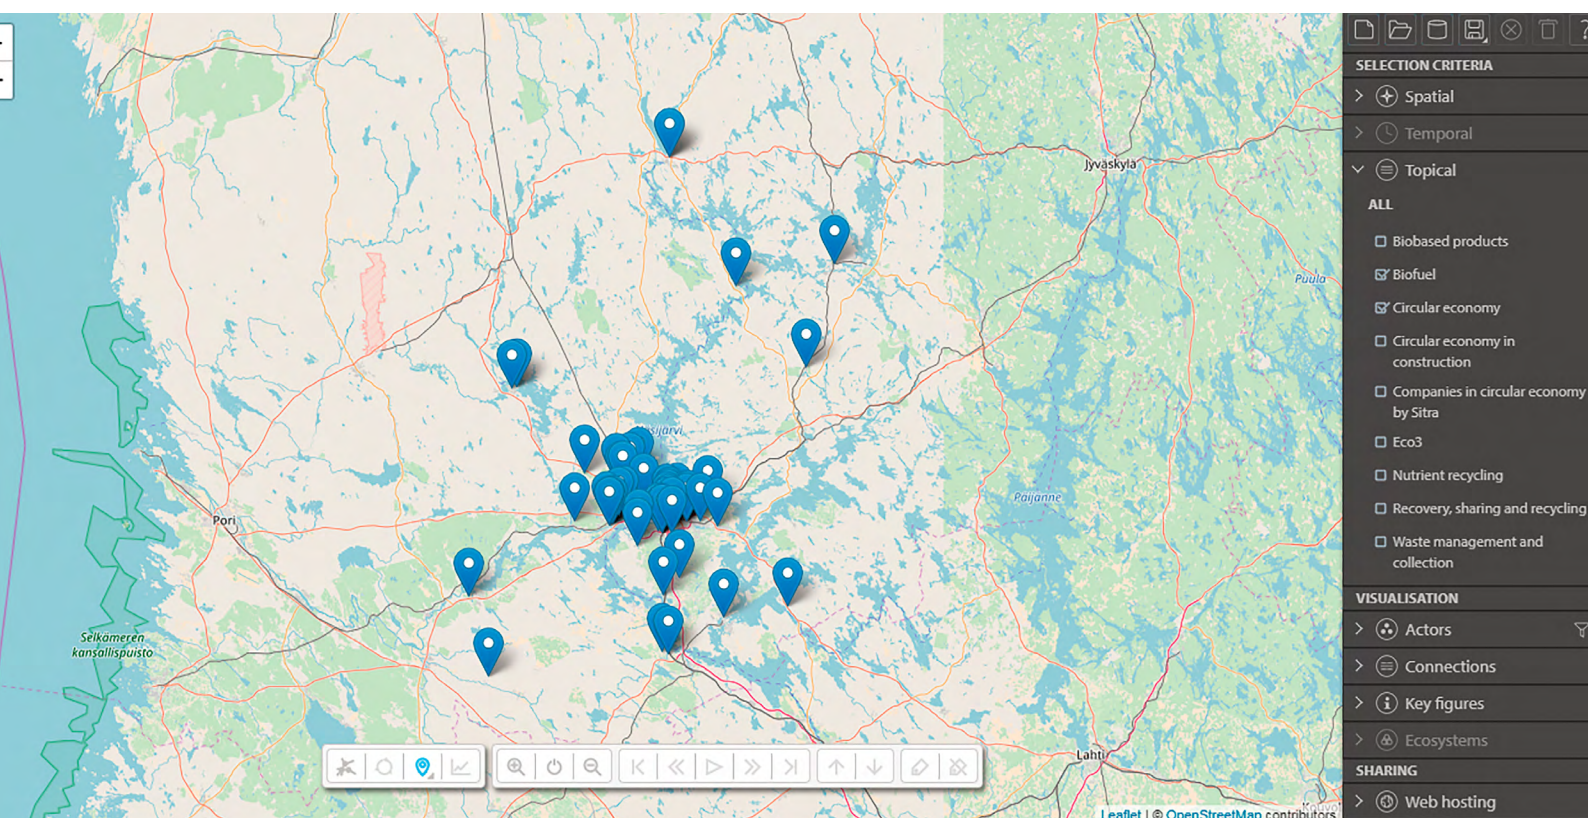 SELECTION CRITERIA
Spatial
Temporal
Topical
ALL
Biobased products
Biofuel
Circular economy
Circular economy in
construction
Companies in circular economy
by Sitra
Eco3
Nutrient recycling
Recovery, sharing and recycling
Waste management and
collection
VISUALISATION
Actors
Connections
Key figures
Ecosystems
SHARING
Web hosting
Jyväskylä
Puula
Päijänne
Pori
Selkämeren
kansallispuisto
Lahti
Leaflet | © OpenStreetMap contributors